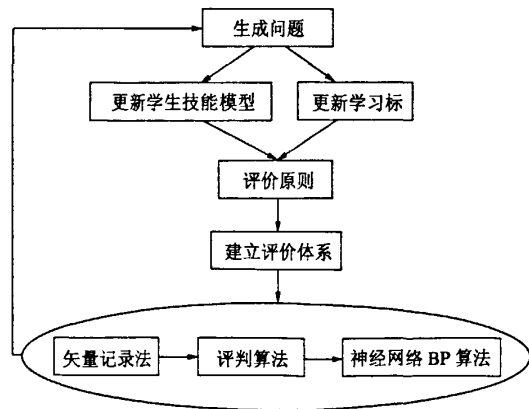 生成问题
更新学生技能模型
更新学习标
评价原则
建立评价体系
矢量记录法
评判算法
神经网络 BP 算法